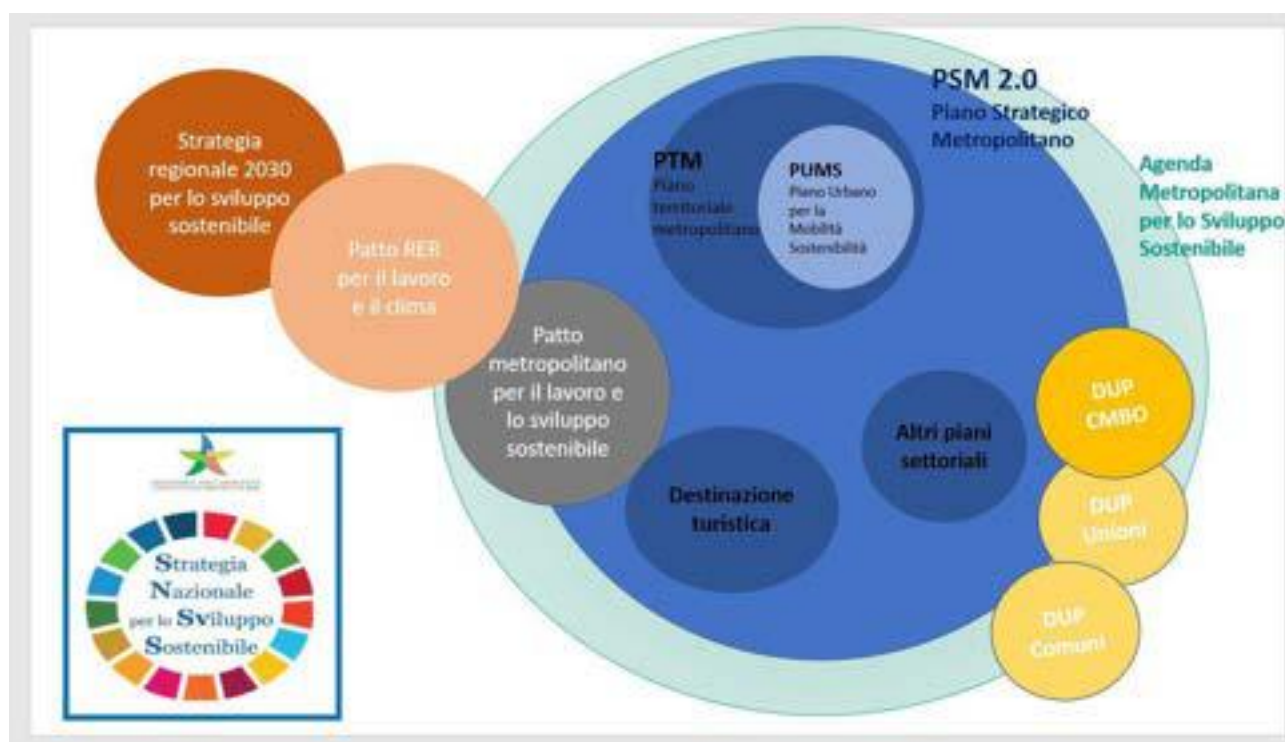 Strategia
regionale 2030
per lo sviluppo
sostenibile
Patto RER
per il lavoro
e il clima
Patto
metropolitano
per il lavoro e
lo sviluppo
sostenibile
PTM
Piano
territoriale
metropolitano
PUMS
Piano Urbano
per la
Mobilità
Sostenibilità
PSM 2.0
Piano Strategico
Metropolitano
Agenda
Metropolitana
per lo Sviluppo
Sostenibile
Altri piani
settoriali
Destinazione
turistica
DUP
CMBO
DUP
Unioni
DUP
Comuni
Strategia
Nazionale
per lo SViluppo
Sostenibile